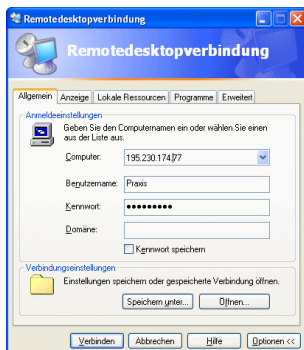 Remotedesktopverbindung
Remotedesktopverbindung
Allgemein Anzeige Lokale Ressourcen Programme Erweitert
Anmeldeeinstellungen
Geben Sie den Computernamen ein oder wählen Sie einen
aus der Liste aus.
Computer: 195.230.174.77
Benutzername: Praxis
Kennwort: •••••••••
Domäne:
Kennwort speichern
Verbindungseinstellungen
Einstellungen speichern oder gespeicherte Verbindung öffnen.
Speichern unter... Öffnen...
Verbinden Abbrechen Hilfe Optionen <<